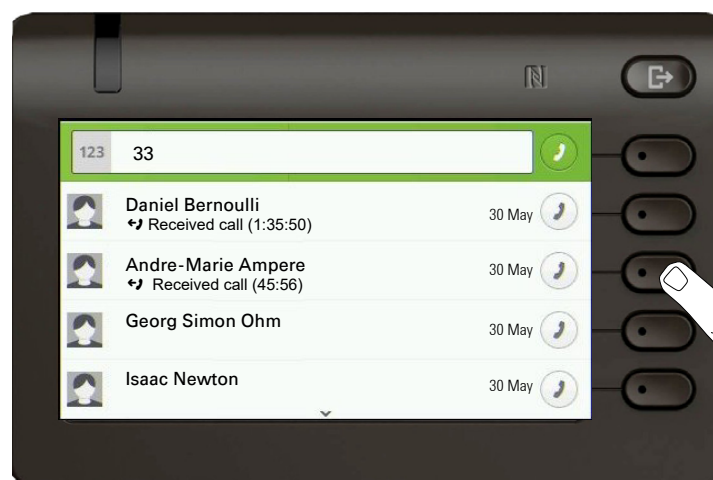 123 33
Daniel Bernoulli
Received call (1:35:50) 30 May
Andre-Marie Ampere
Received call (45:56) 30 May
Georg Simon Ohm 30 May
Isaac Newton 30 May